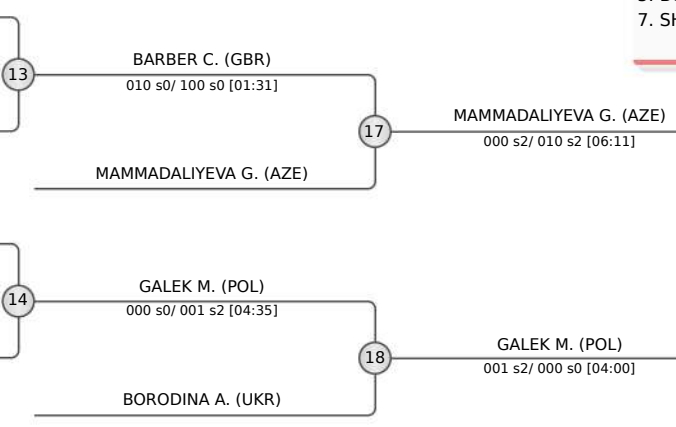 7. SH
13
BARBER C. (GBR)
010 s0/ 100 s0 [01:31]
17
MAMMADALIYEVA G. (AZE)
000 s2/ 010 s2 [06:11]
MAMMADALIYEVA G. (AZE)
14
GALEK M. (POL)
000 s0/ 001 s2 [04:35]
18
GALEK M. (POL)
001 s2/ 000 s0 [04:00]
BORODINA A. (UKR)